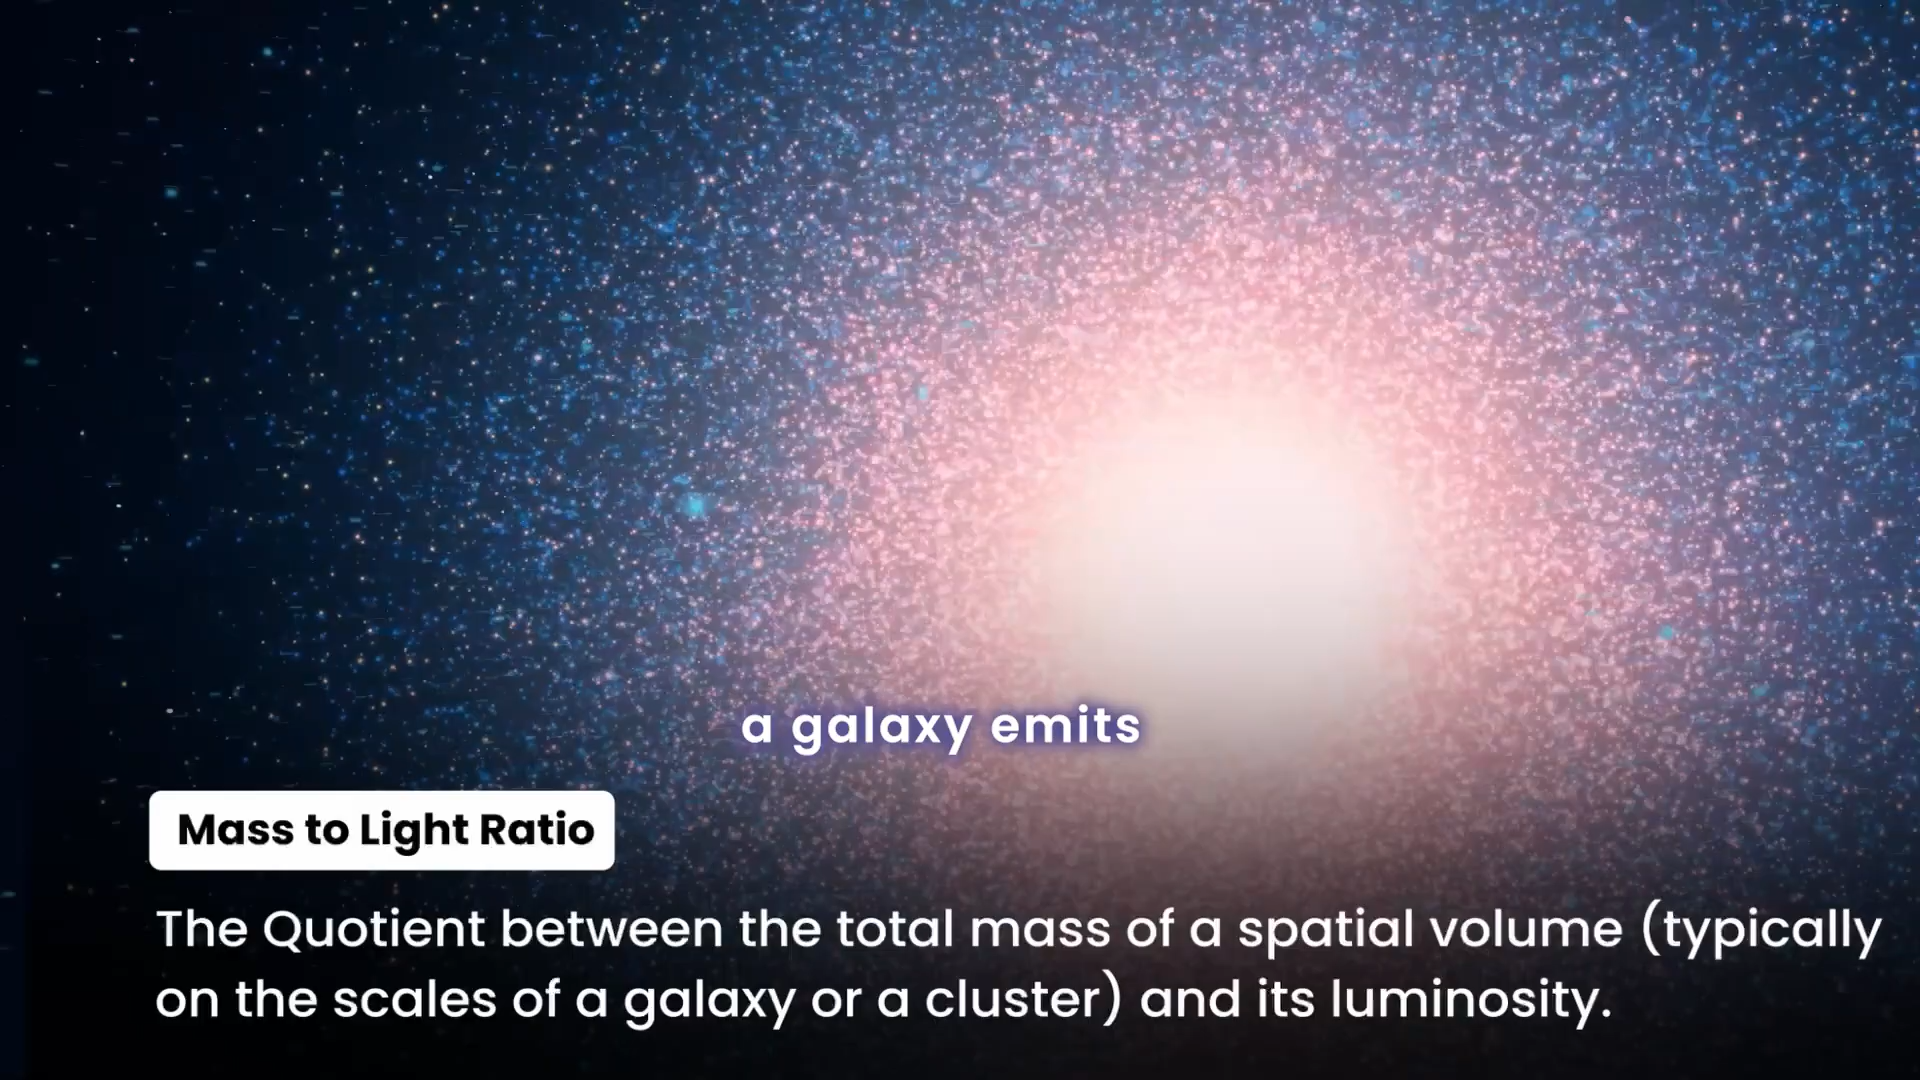 a galaxy emits
Mass to Light Ratio
The Quotient between the total mass of a spatial volume (typically
on the scales of a galaxy or a cluster) and its luminosity.